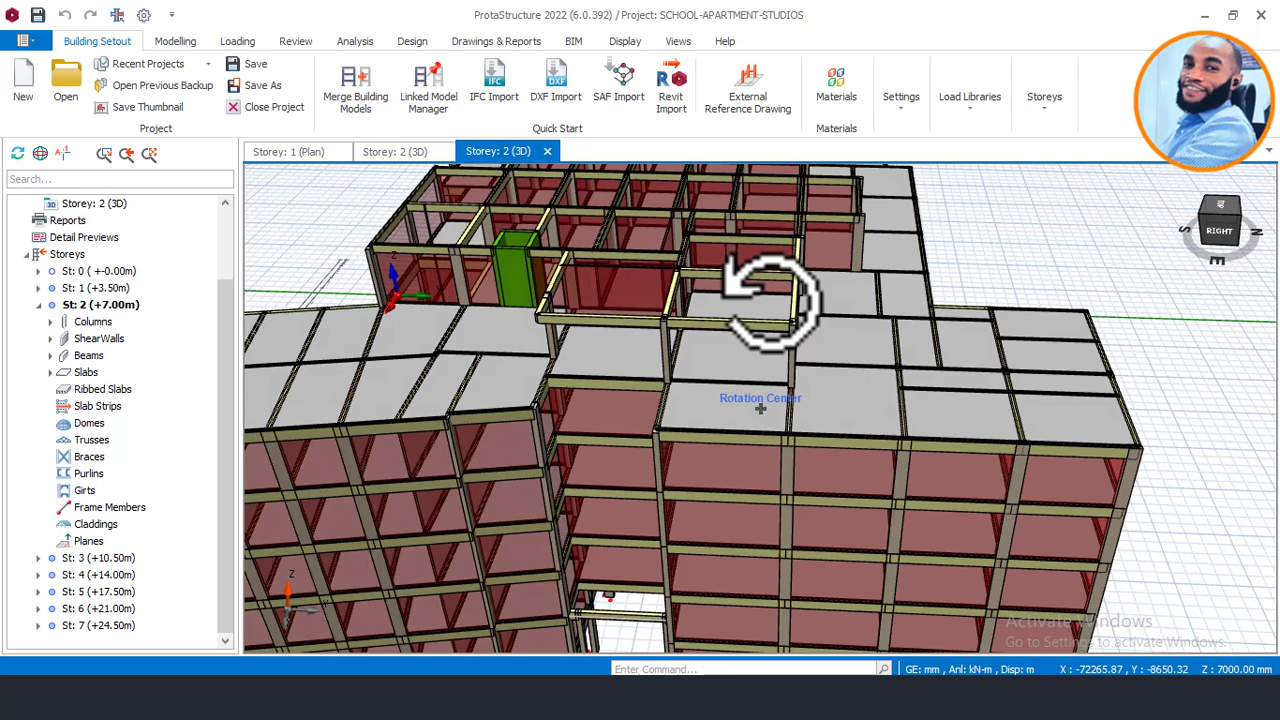 ProtaStructure 2022 (6.0.392) / Project: SCHOOL-APARTMENT-STUDIOS
Building Setout Modelling Loading Review Analysis Design Drawings & Reports BIM Display Views Help
New
Open
Recent Projects
Open Previous Backup
Save Thumbnail
Save
Save As
Close Project
Project
Merge Building Models
Linked Model Manager
IFC Import
DXF Import
SAF Import
Revit Import
External Reference Drawing
Quick Start
Materials
Materials
Settings
Load Libraries
Storeys
Storey: 1 (Plan)
Storey: 2 (3D)
Storey: 2 (3D)
Search...
Storey: 2 (3D)
Reports
Detail Previews
Storeys
St: 0 ( +-0.00m)
St: 1 (+3.50m)
St: 2 (+7.00m)
Columns
ShearWalls
Beams
Slabs
Ribbed Slabs
Slab Strips
Domes
Trusses
Braces
Purlins
Girts
Frame Members
Claddings
Planes
St: 3 (+10.50m)
St: 4 (+14.00m)
St: 5 (+17.50m)
St: 6 (+21.00m)
St: 7 (+24.50m)
Z
Rotation Center
RIGHT
S
N
E
Z
Activate Windows
Go to Settings to activate Windows.
Enter Command...
GE: mm , Anl: kN-m , Disp: m
X : -72265.87 , Y : -8650.32
Z : 7000.00 mm